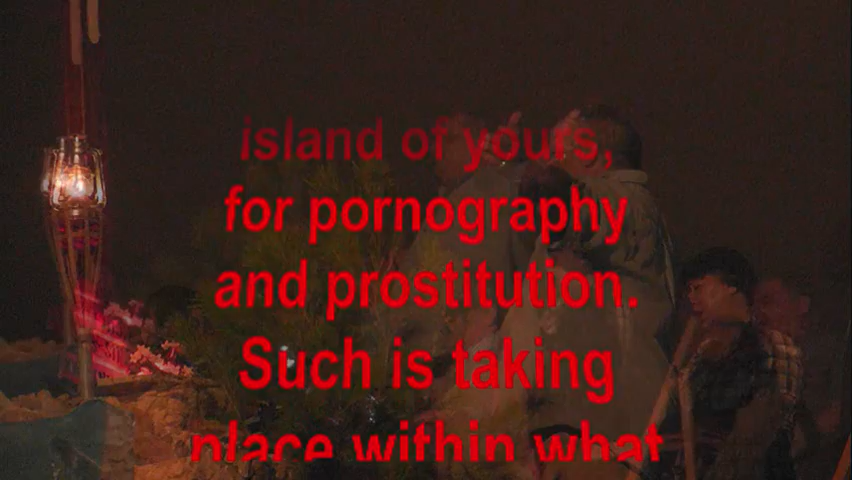 island of yours,
for pornography
and prostitution.
Such is taking
place within what